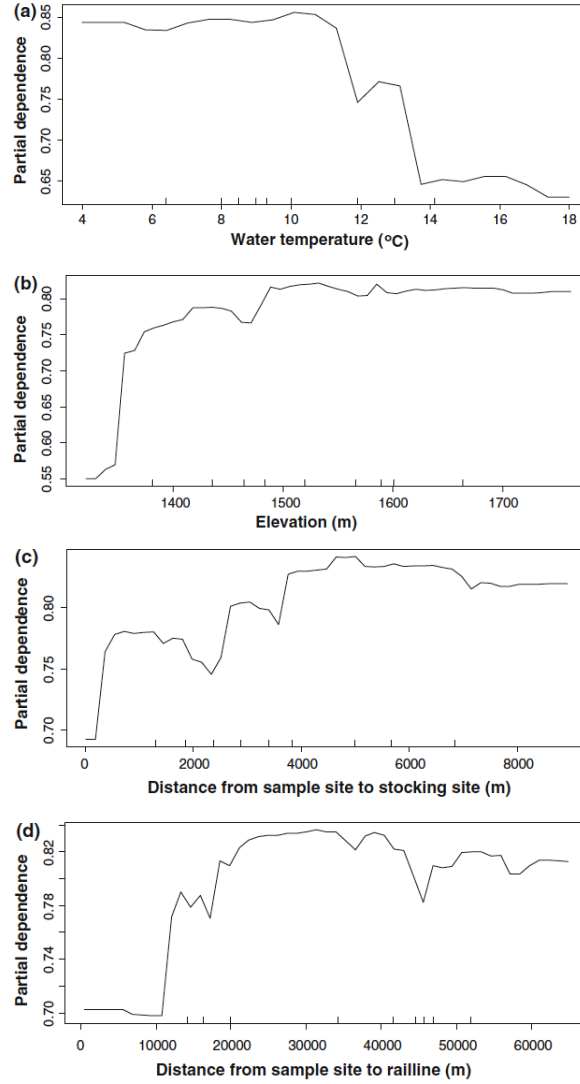 (a)
Partial dependence
0.85
0.80
0.75
0.70
0.65
4 6 8 10 12 14 16 18
Water temperature (ºC)
(b)
Partial dependence
0.80
0.75
0.70
0.65
0.60
0.55
1400 1500 1600 1700
Elevation (m)
(c)
Partial dependence
0.80
0.75
0.70
0 2000 4000 6000 8000
Distance from sample site to stocking site (m)
(d)
Partial dependence
0.82
0.78
0.74
0.70
0 10000 20000 30000 40000 50000 60000
Distance from sample site to railline (m)